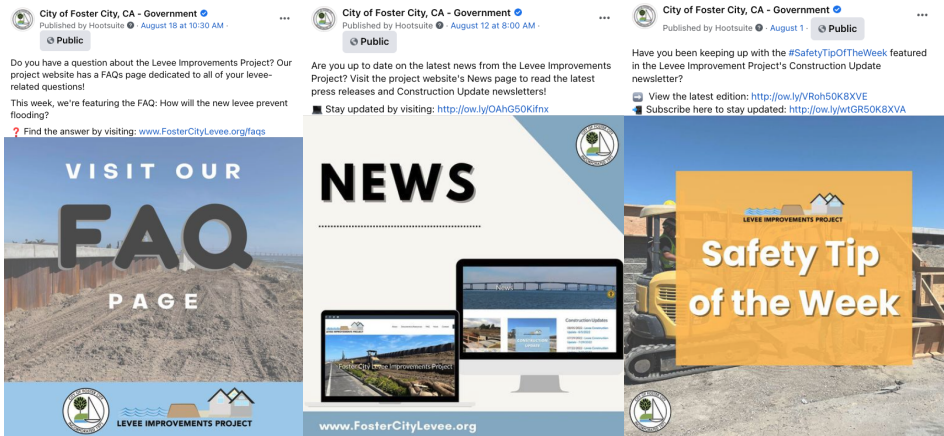 City of Foster City, CA - Government
Published by Hootsuite · August 18 at 10:30 AM ·
Public
Do you have a question about the Levee Improvements Project? Our
project website has a FAQs page dedicated to all of your levee-
related questions!
This week, we're featuring the FAQ: How will the new levee prevent
flooding?
❓ Find the answer by visiting: www.FosterCityLevee.org/faqs
VISIT OUR
FAQ
PAGE
LEVEE IMPROVEMENTS PROJECT
City of Foster City, CA - Government
Published by Hootsuite · August 12 at 8:00 AM ·
Public
Are you up to date on the latest news from the Levee Improvements
Project? Visit the project website's News page to read the latest
press releases and Construction Update newsletters!
💻 Stay updated by visiting: http://ow.ly/OAhG50Kifnx
NEWS
News
Construction Updates
Foster City Levee Improvements Project
www.FosterCityLevee.org
City of Foster City, CA - Government
Published by Hootsuite · August 1 · Public
Have you been keeping up with the #SafetyTipOfTheWeek featured
in the Levee Improvement Project's Construction Update
newsletter?
➡️ View the latest edition: http://ow.ly/VRoh50K8XVE
📲 Subscribe here to stay updated: http://ow.ly/wtGR50K8XVA
LEVEE IMPROVEMENTS PROJECT
Safety Tip
of the Week